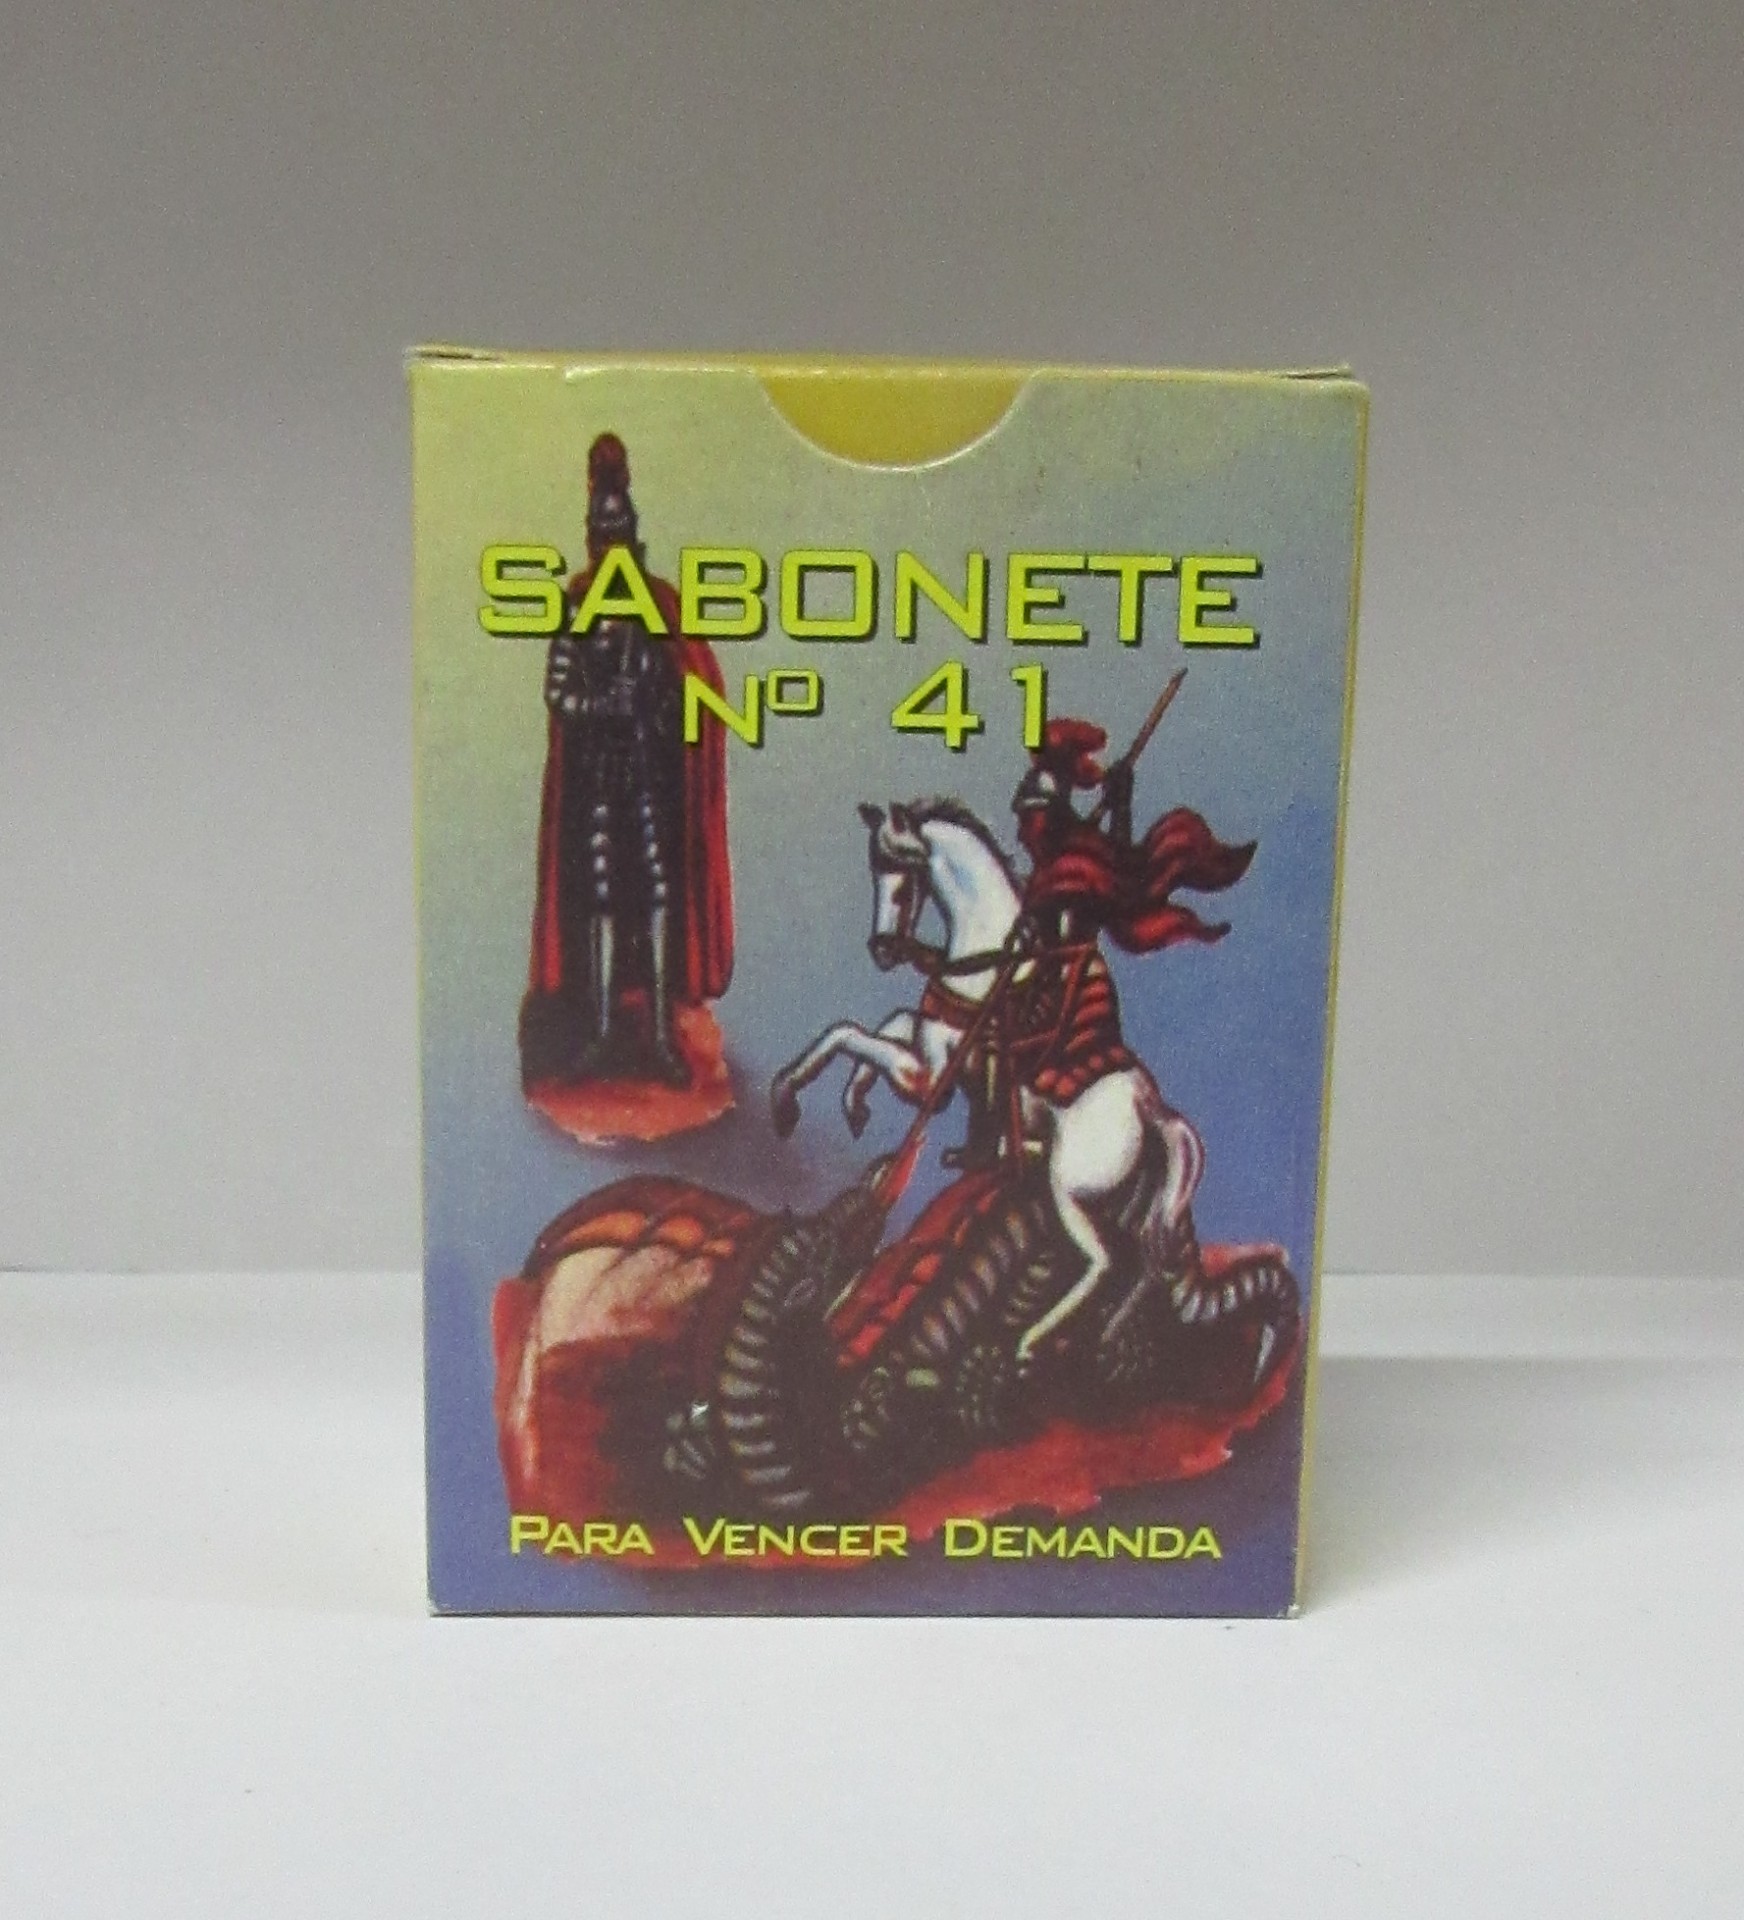 SABONETE
Nº 41
PARA VENCER DEMANDA